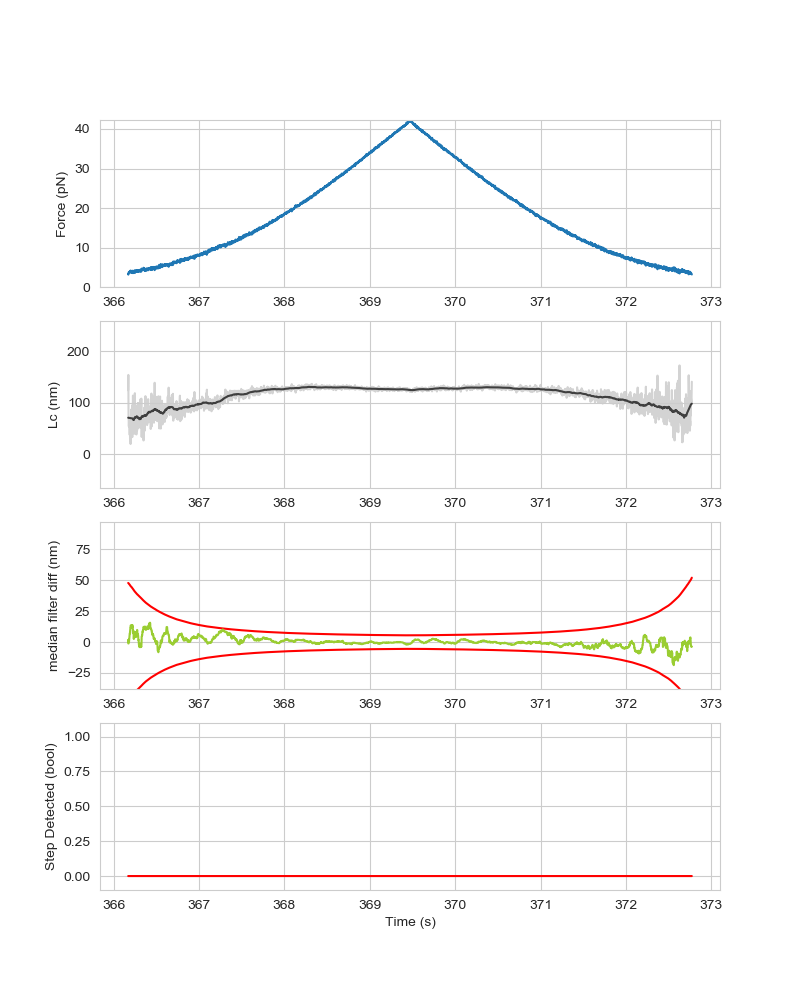 40
30
20
10
0
Force (pN)
366 367 368 369 370 371 372 373
200
100
0
Lc (nm)
366 367 368 369 370 371 372 373
75
50
25
0
−25
median filter diff (nm)
366 367 368 369 370 371 372 373
1.00
0.75
0.50
0.25
0.00
Step Detected (bool)
366 367 368 369 370 371 372 373
Time (s)